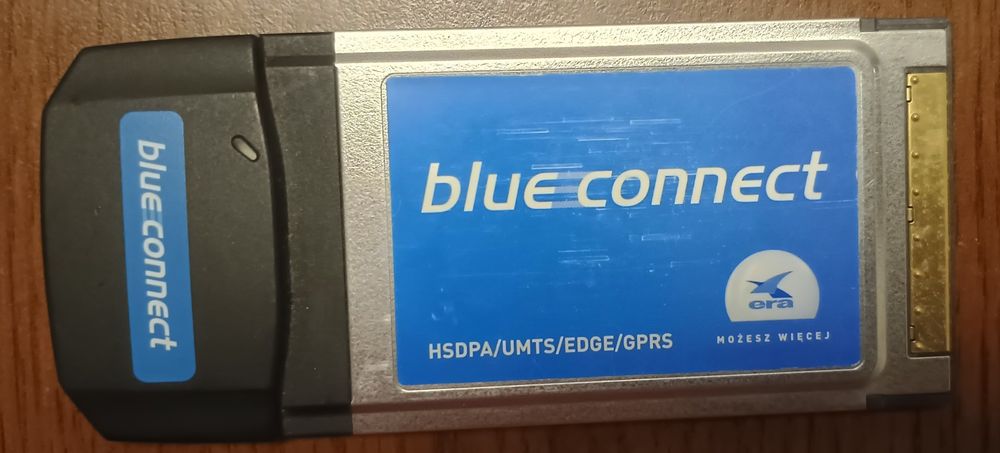 blue connect
blue connect
era
MOŻESZ WIĘCEJ
HSDPA/UMTS/EDGE/GPRS